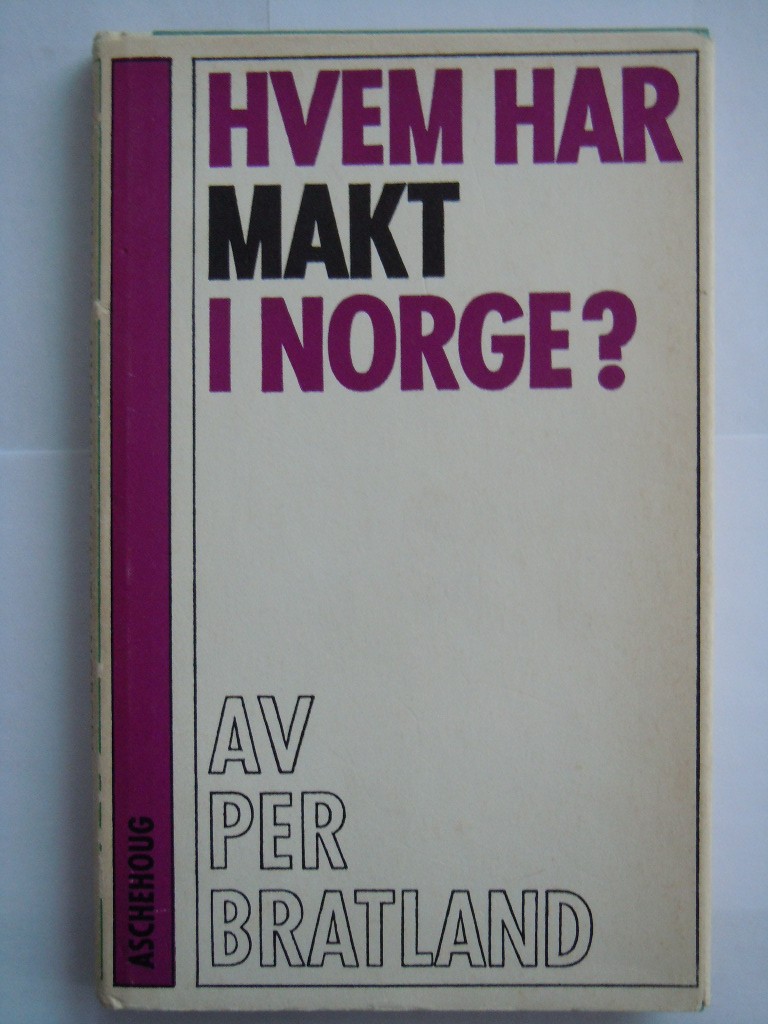 HVEM HAR
MAKT
I NORGE?
AV
PER
BRATLAND
ASCHEHOUG